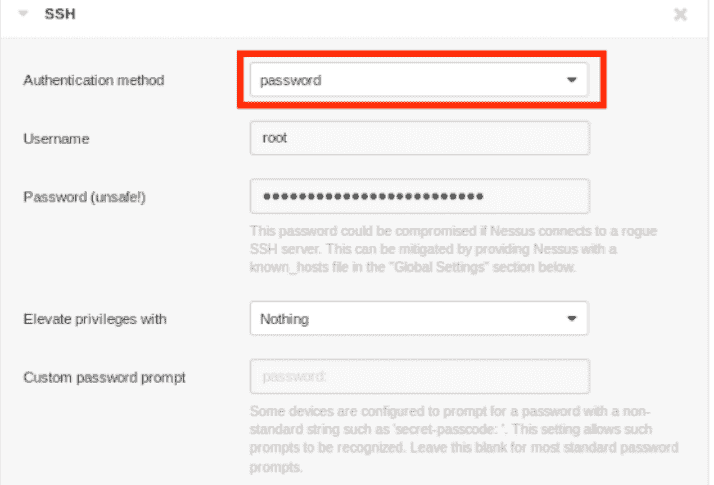 SSH
Authentication method
password
Username
root
Password (unsafe!)
•••••••••••••••••••••••••
This password could be compromised if Nessus connects to a rogue
SSH server. This can be mitigated by providing Nessus with a
known_hosts file in the "Global Settings" section below.
Elevate privileges with
Nothing
Custom password prompt
password:
Some devices are configured to prompt for a password with a non-
standard string such as 'secret-passcode: '. This setting allows such
prompts to be recognized. Leave this blank for most standard password
prompts.